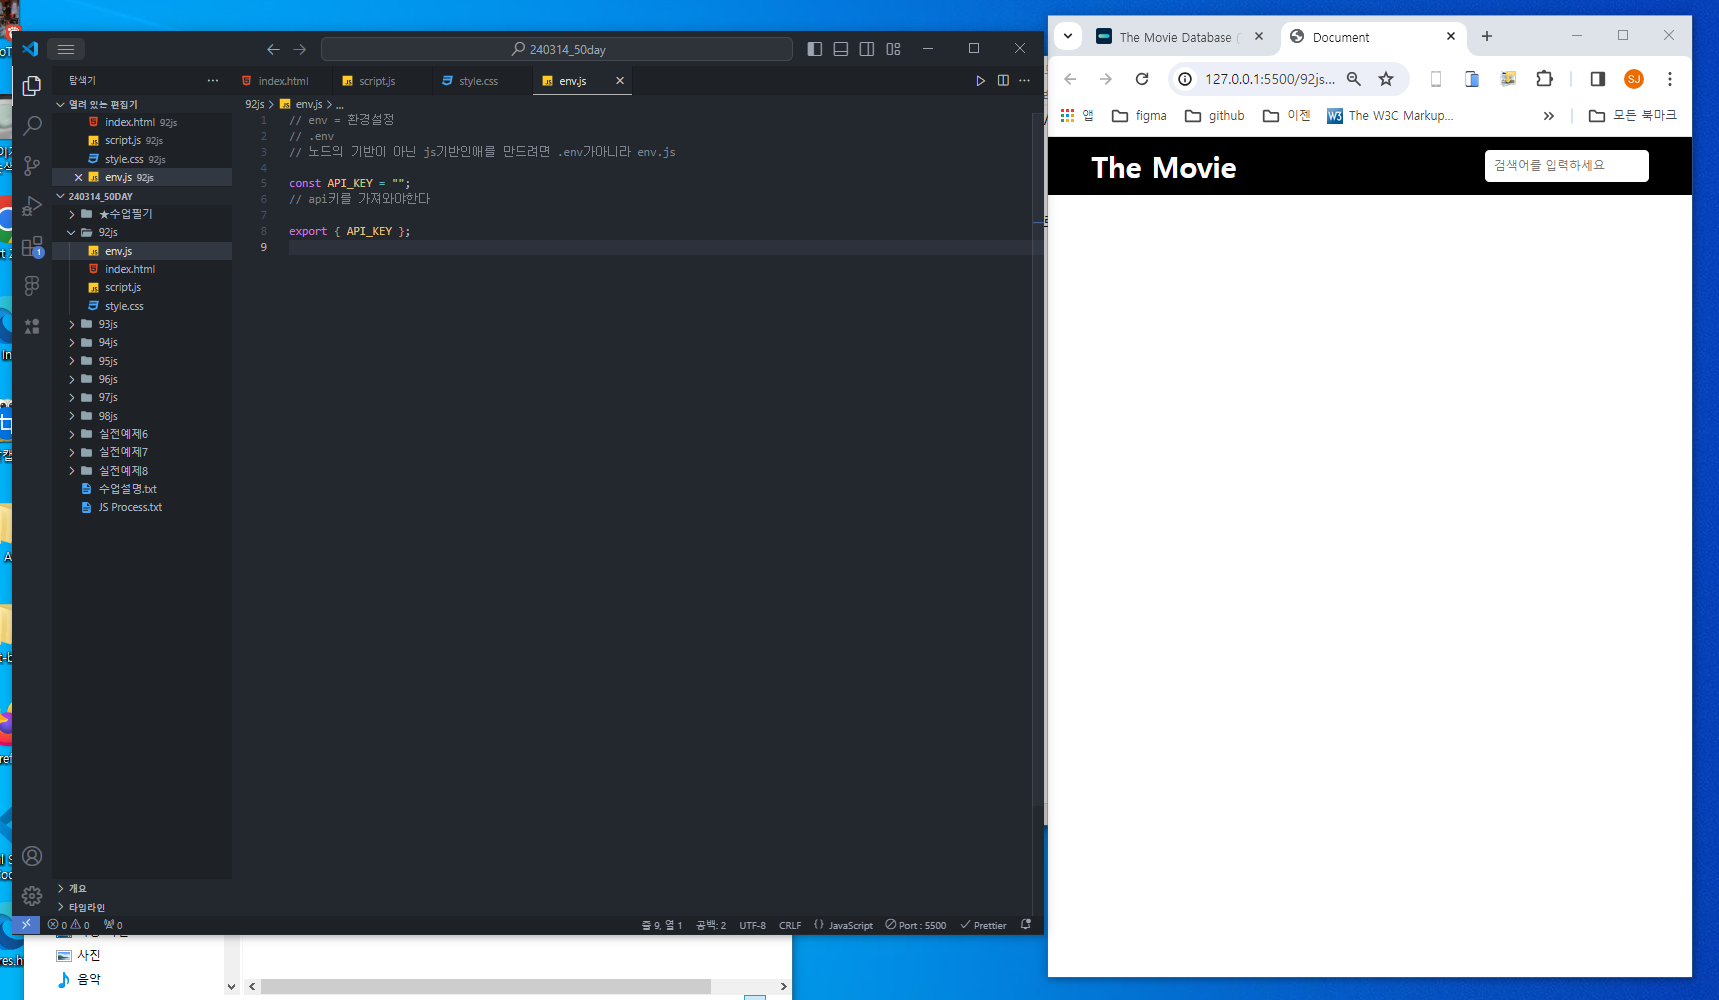 240314_50day
탐색기
열려 있는 편집기
index.html 92js
script.js 92js
style.css 92js
env.js 92js
240314_50DAY
★수업필기
92js
env.js
index.html
script.js
style.css
93js
94js
95js
96js
97js
98js
실전예제6
실전예제7
실전예제8
수업설명.txt
JS Process.txt
개요
타임라인
index.html
script.js
style.css
env.js
92js > env.js > ...
1 // env = 환경설정
2 // .env
3 // 노드의 기반이 아닌 js기반인애를 만드려면 .env가아니라 env.js
4
5 const API_KEY = "";
6 // api키를 가져와야한다
7
8 export { API_KEY };
9
0 0 0
줄 9, 열 1 공백: 2 UTF-8 CRLF {} JavaScript Port : 5500 Prettier
사진
음악
The Movie Database (
Document
127.0.0.1:5500/92js...
SJ
앱 figma github 이젠 W3 The W3C Markup... 모든 북마크
The Movie
검색어를 입력하세요